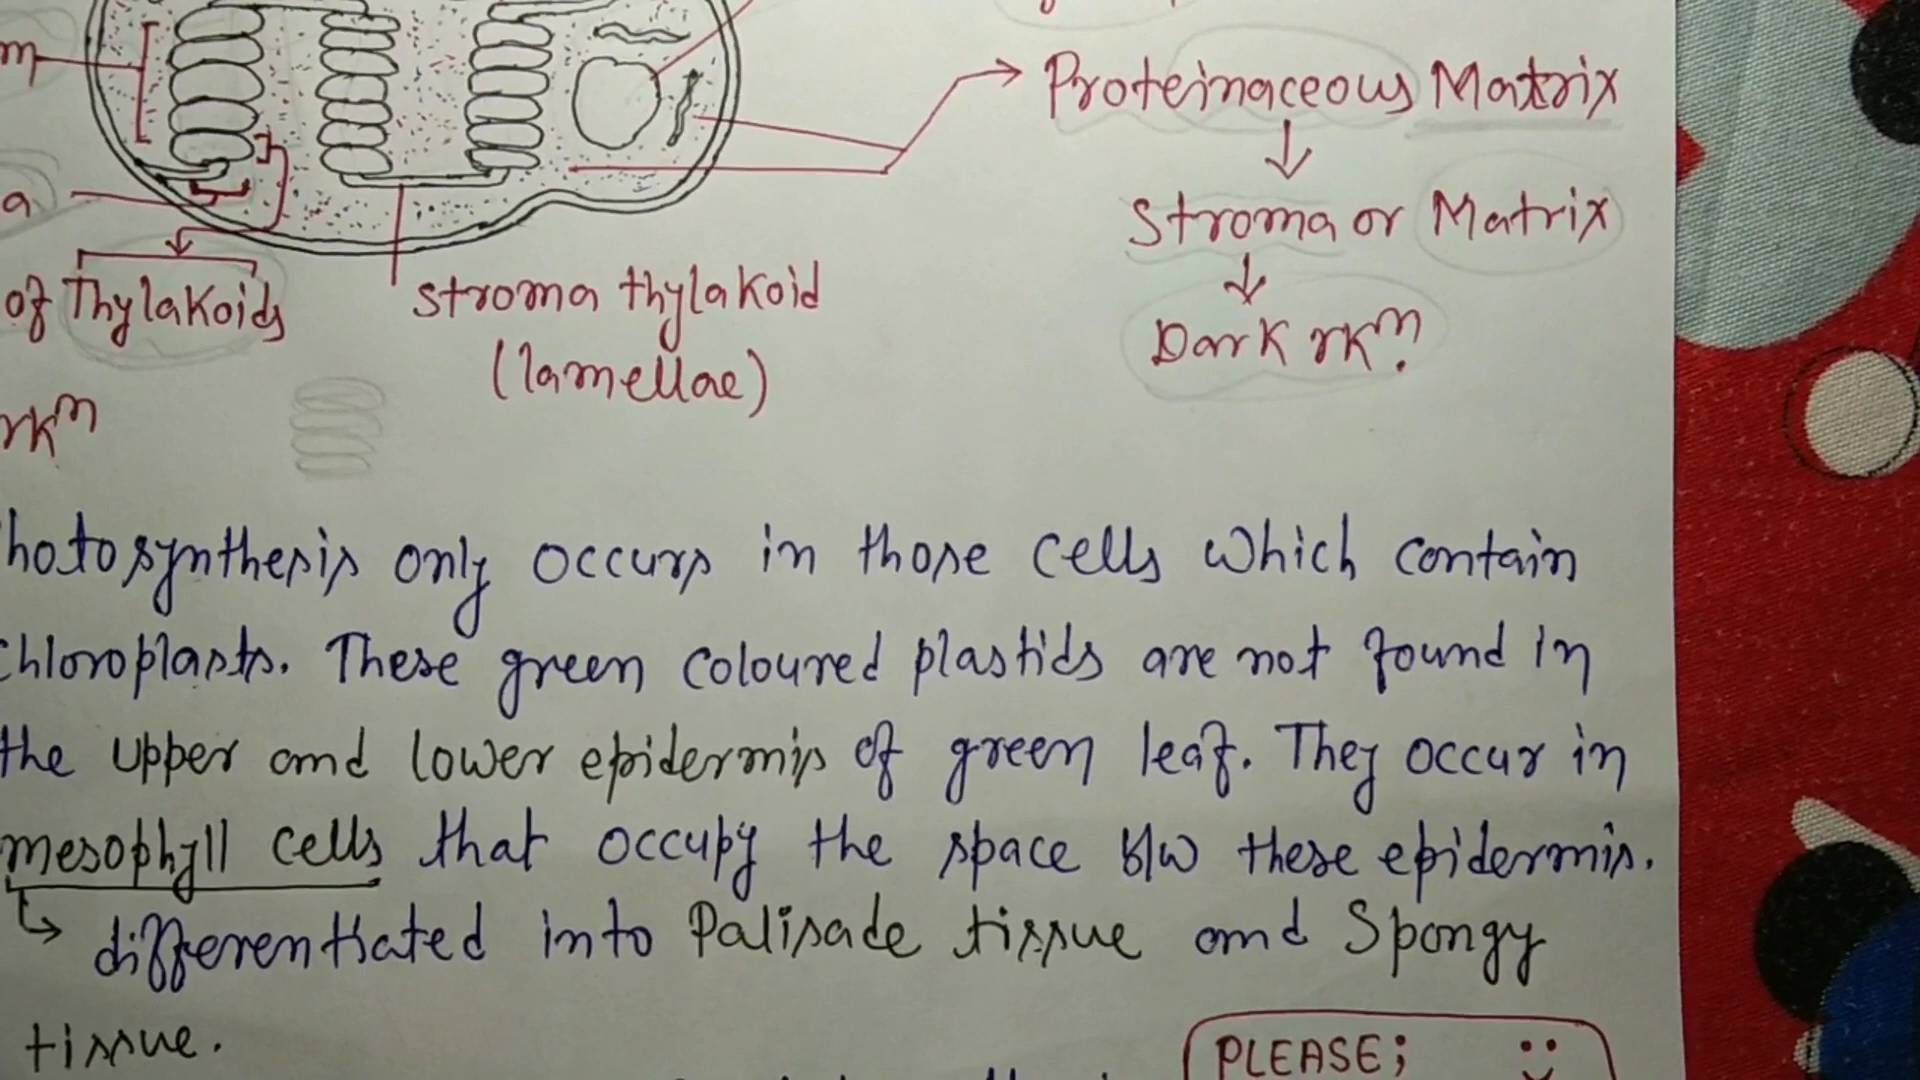 m
Proteinaceous Matrix
Stroma or Matrix
a
of Thylakoids
stroma thylakoid
(lamellae)
Dark rxⁿ.
rxⁿ
hotosynthesis only occurs in those cells which contain
chloroplasts. These green coloured plastids are not found in
the upper and lower epidermis of green leaf. They occur in
mesophyll cells that occupy the space b/w these epidermis.
differentiated into Palisade tissue and Spongy
tissue.
PLEASE;